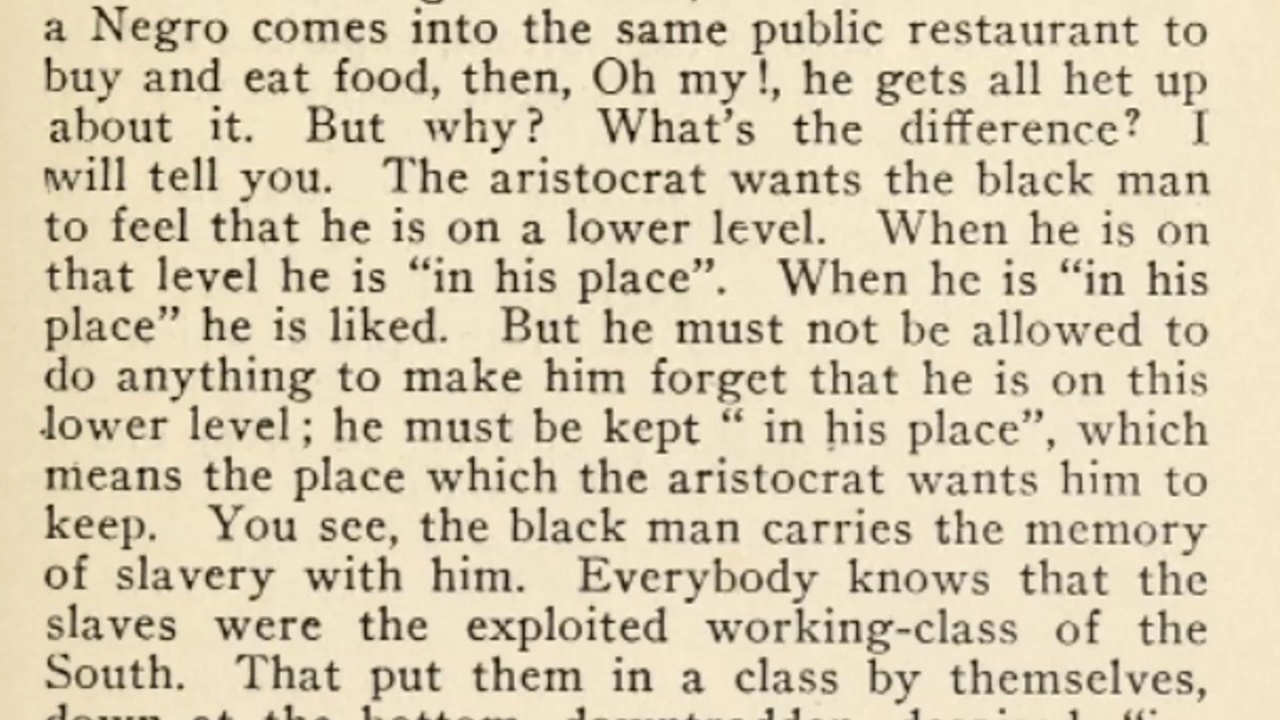 a Negro comes into the same public restaurant to
buy and eat food, then, Oh my!, he gets all het up
about it. But why? What's the difference? I
will tell you. The aristocrat wants the black man
to feel that he is on a lower level. When he is on
that level he is “in his place”. When he is “in his
place” he is liked. But he must not be allowed to
do anything to make him forget that he is on this
lower level; he must be kept “ in his place”, which
means the place which the aristocrat wants him to
keep. You see, the black man carries the memory
of slavery with him. Everybody knows that the
slaves were the exploited working-class of the
South. That put them in a class by themselves,
down at the bottom, downtrodden, despised, “in